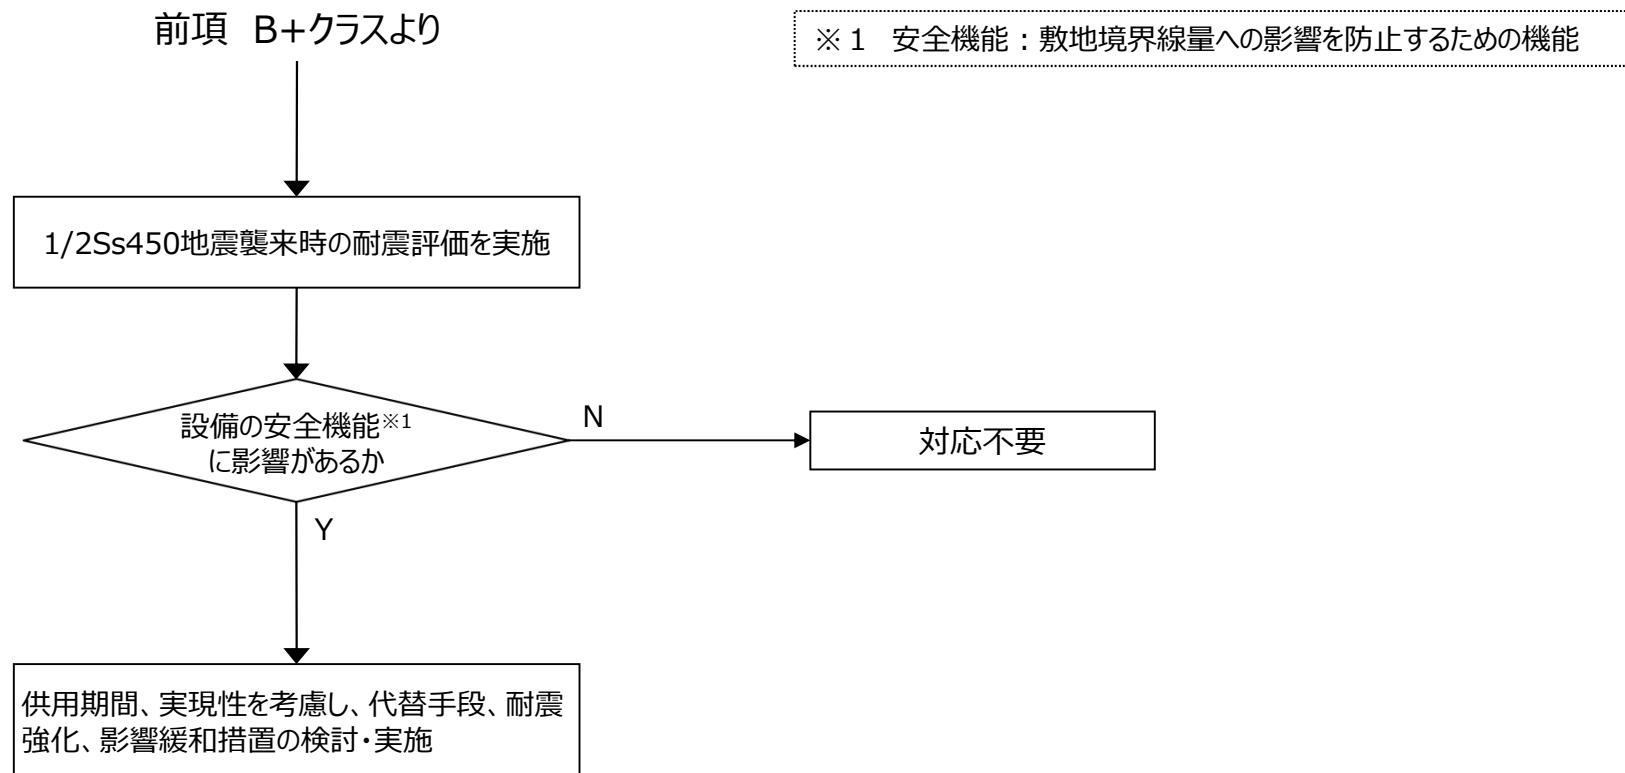 前項 B+クラスより
※1 安全機能：敷地境界線量への影響を防止するための機能
1/2Ss450地震襲来時の耐震評価を実施
設備の安全機能※1
に影響があるか
N
対応不要
Y
供用期間、実現性を考慮し、代替手段、耐震
強化、影響緩和措置の検討・実施